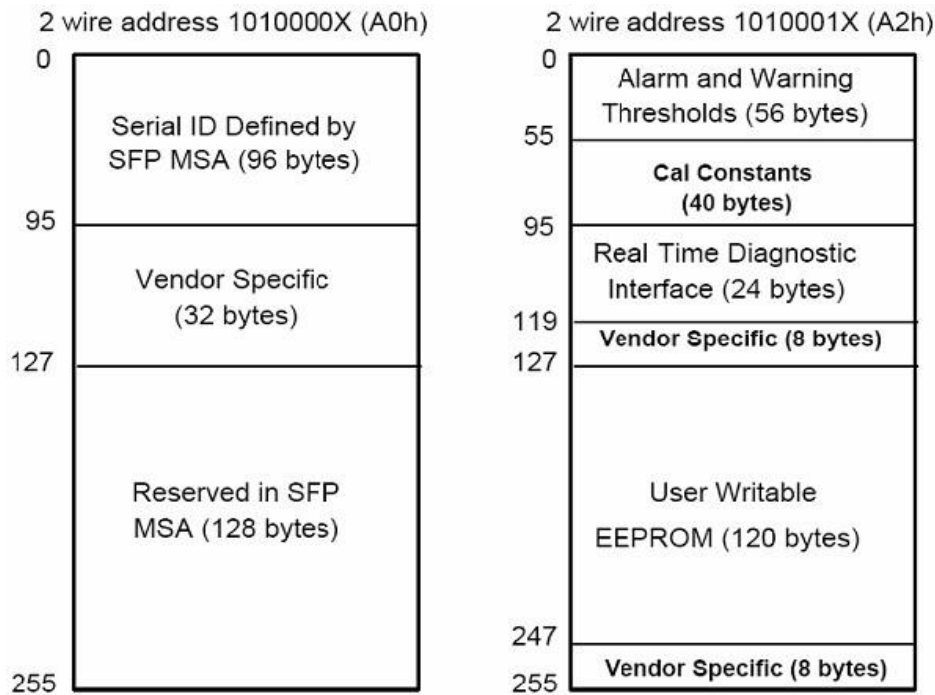 2 wire address 1010000X (A0h)
0
Serial ID Defined by
SFP MSA (96 bytes)
95
Vendor Specific
(32 bytes)
127
Reserved in SFP
MSA (128 bytes)
255
2 wire address 1010001X (A2h)
0
Alarm and Warning
Thresholds (56 bytes)
55
Cal Constants
(40 bytes)
95
Real Time Diagnostic
Interface (24 bytes)
119
Vendor Specific (8 bytes)
127
User Writable
EEPROM (120 bytes)
247
Vendor Specific (8 bytes)
255